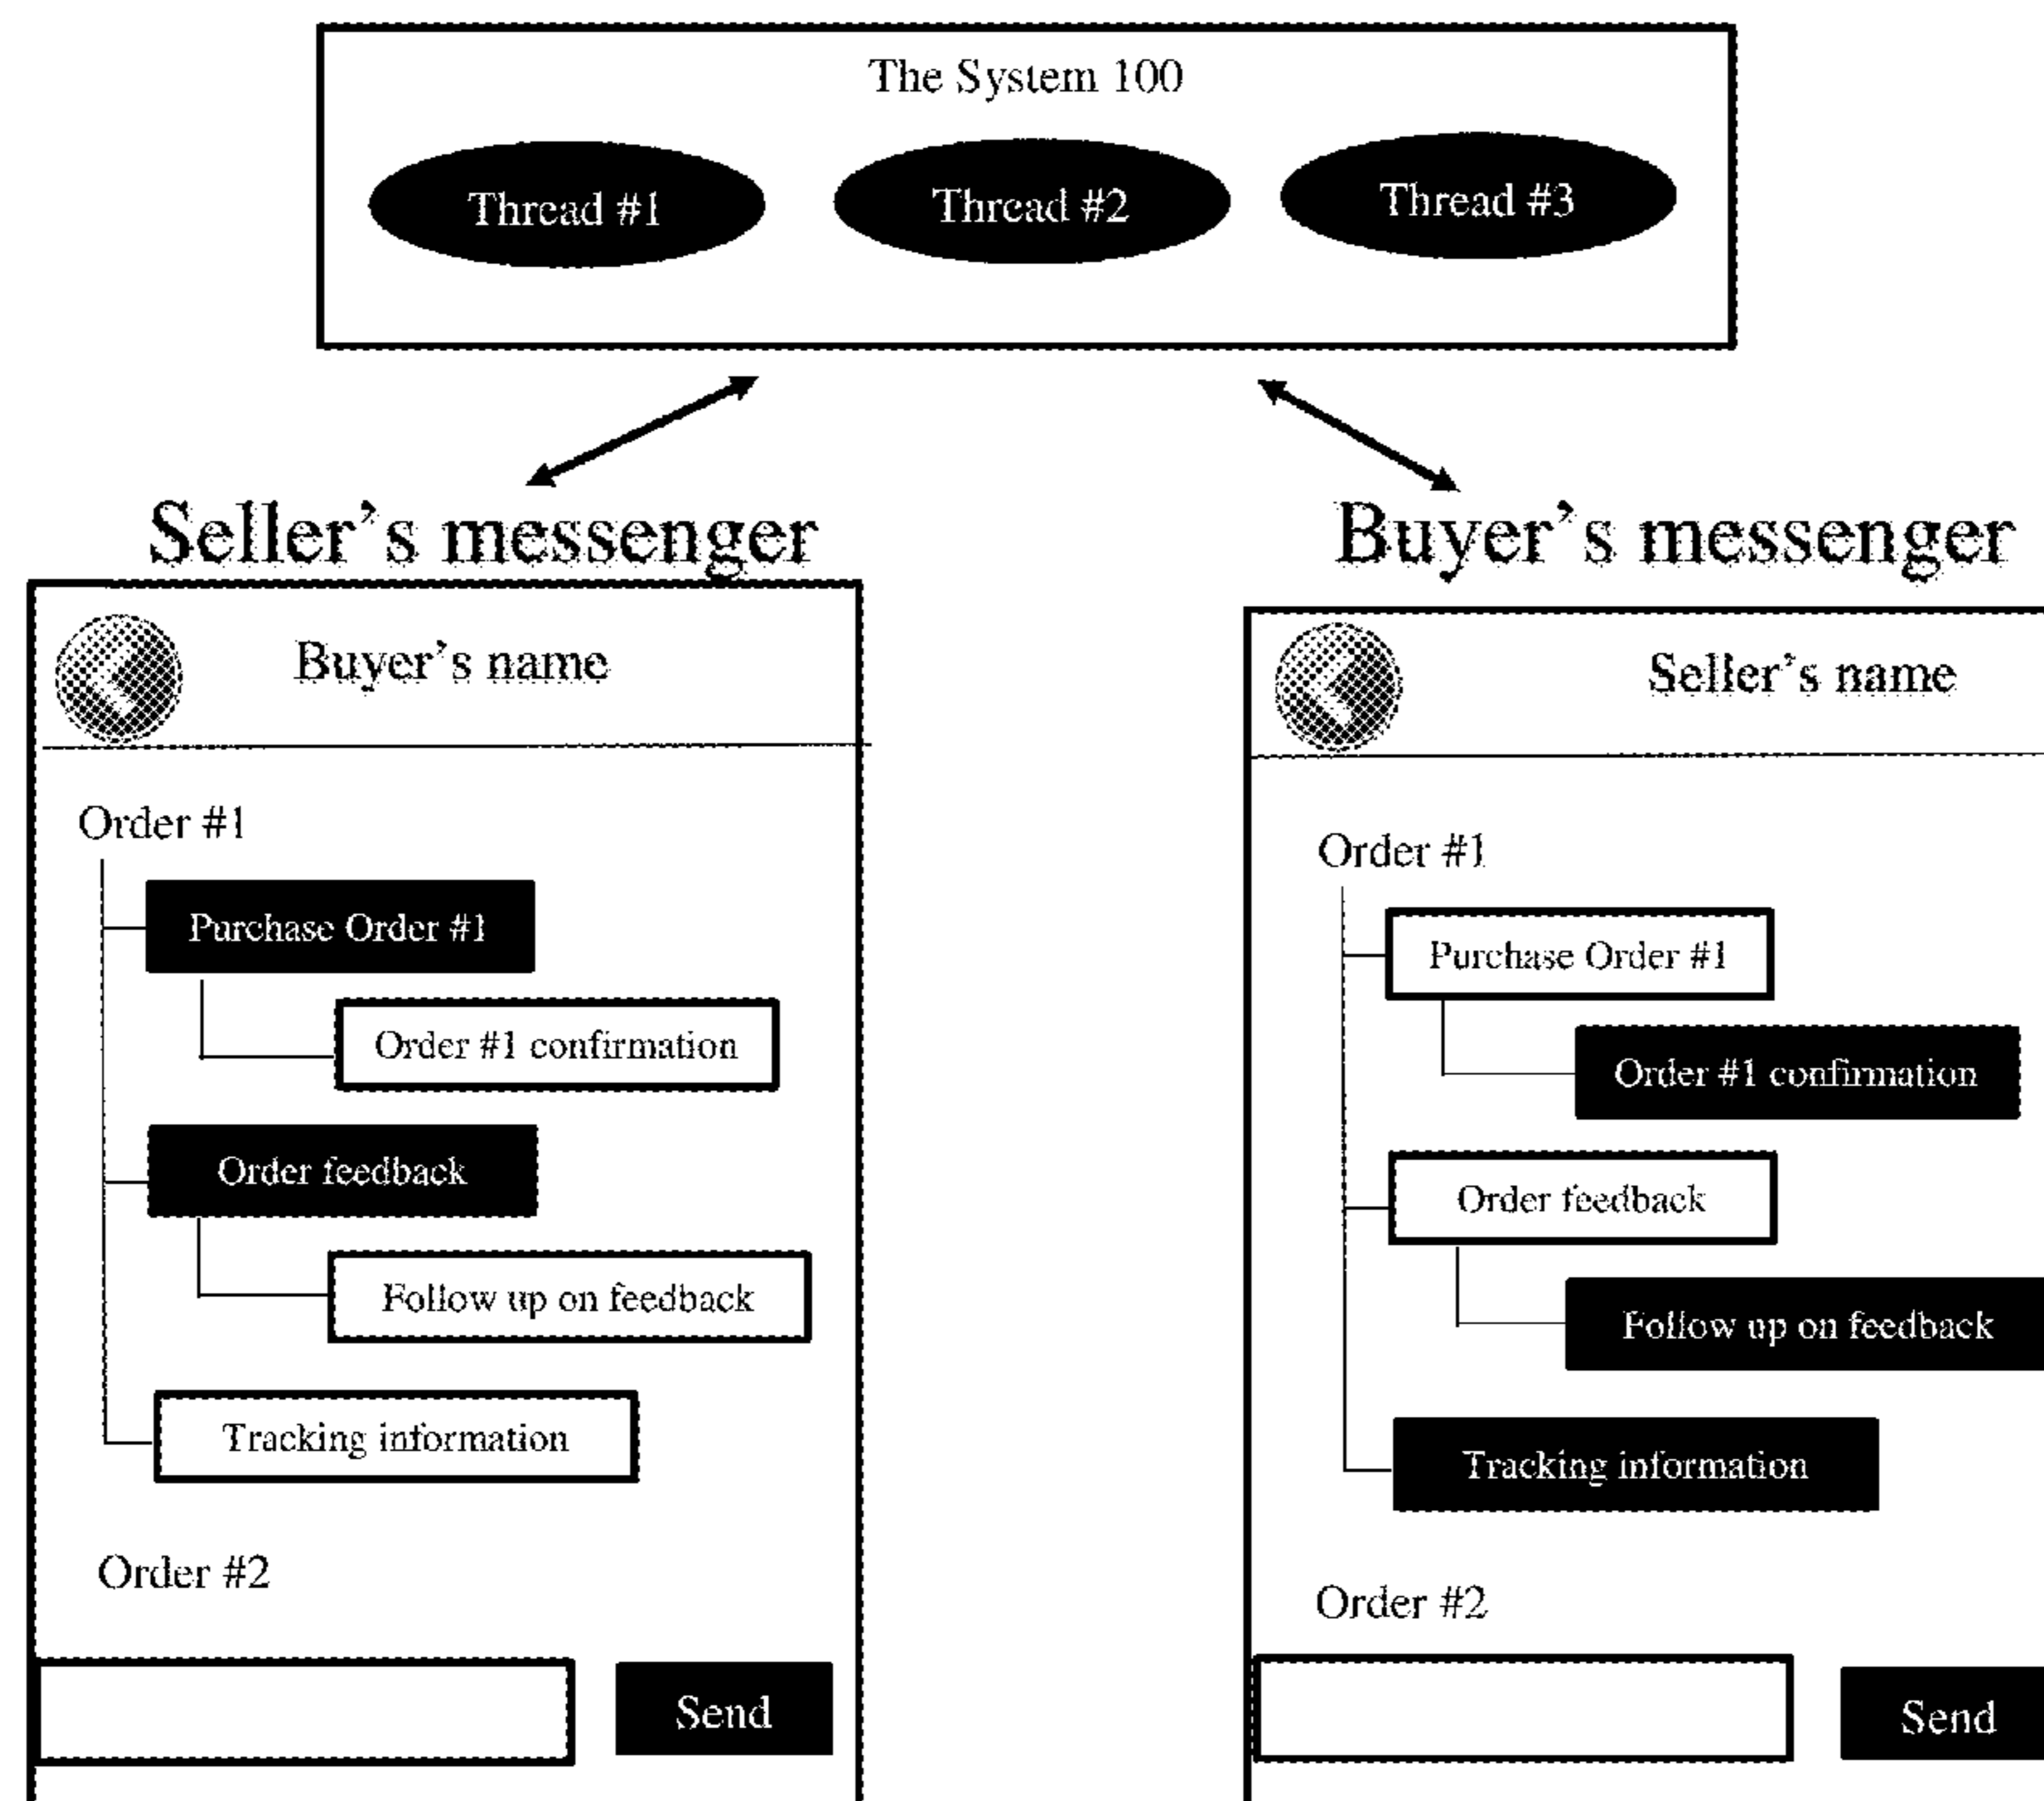 The System 100
Thread #1
Thread #2
Thread #3
Seller's messenger
Buyer's name
Order #1
Purchase Order #1
Order #1 confirmation
Order feedback
Follow up on feedback
Tracking information
Order #2
Send
Buyer's messenger
Seller's name
Order #1
Purchase Order #1
Order #1 confirmation
Order feedback
Follow up on feedback
Tracking information
Order #2
Send